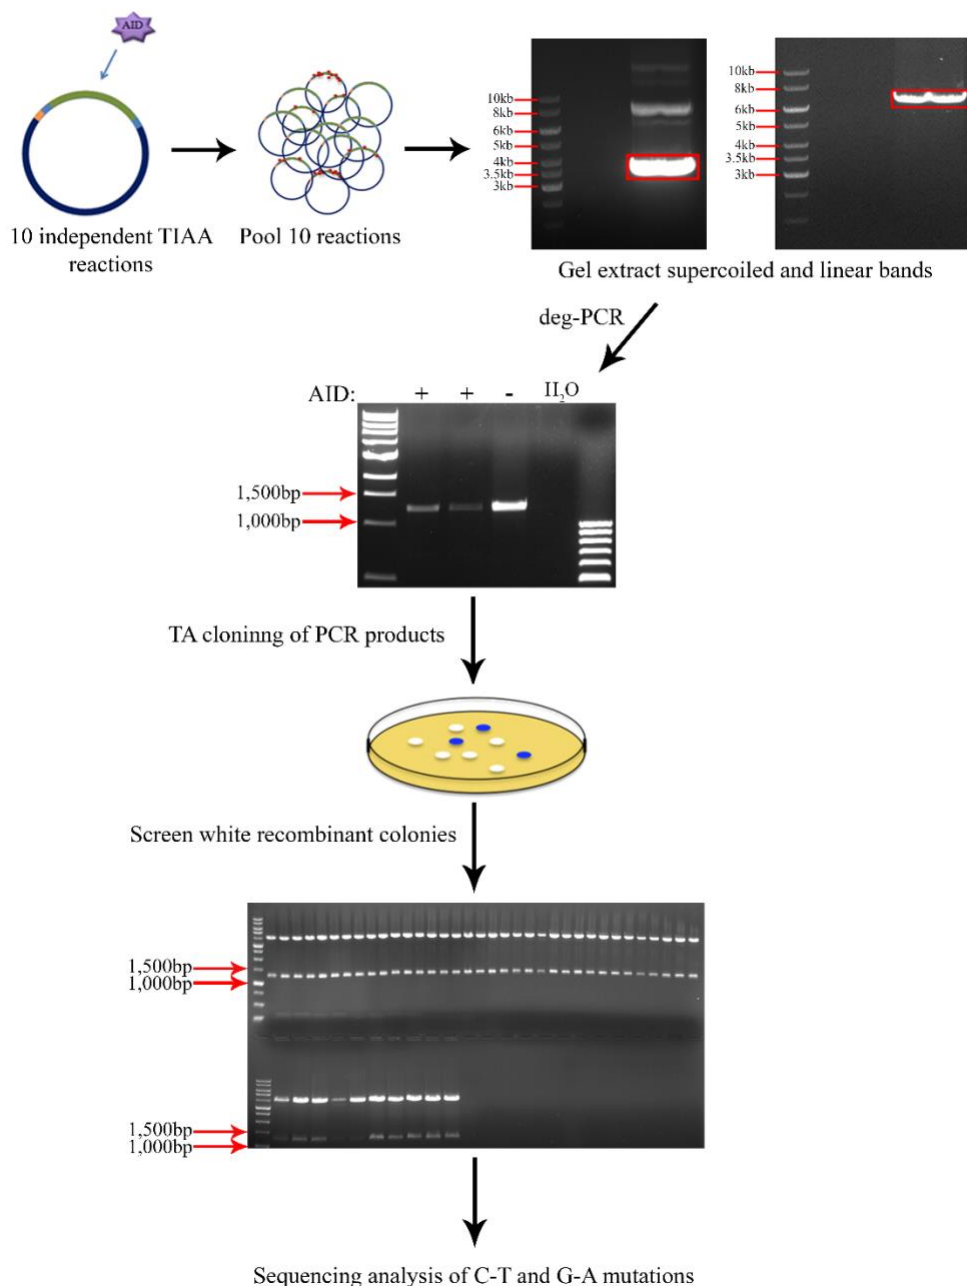 AID
10 independent TIAA
reactions
Pool 10 reactions
10kb
8kb
6kb
5kb
4kb
3.5kb
3kb
10kb
8kb
6kb
5kb
4kb
3.5kb
3kb
Gel extract supercoiled and linear bands
deg-PCR
AID: + + - H₂O
1,500bp
1,000bp
TA cloninng of PCR products
Screen white recombinant colonies
1,500bp
1,000bp
1,500bp
1,000bp
Sequencing analysis of C-T and G-A mutations